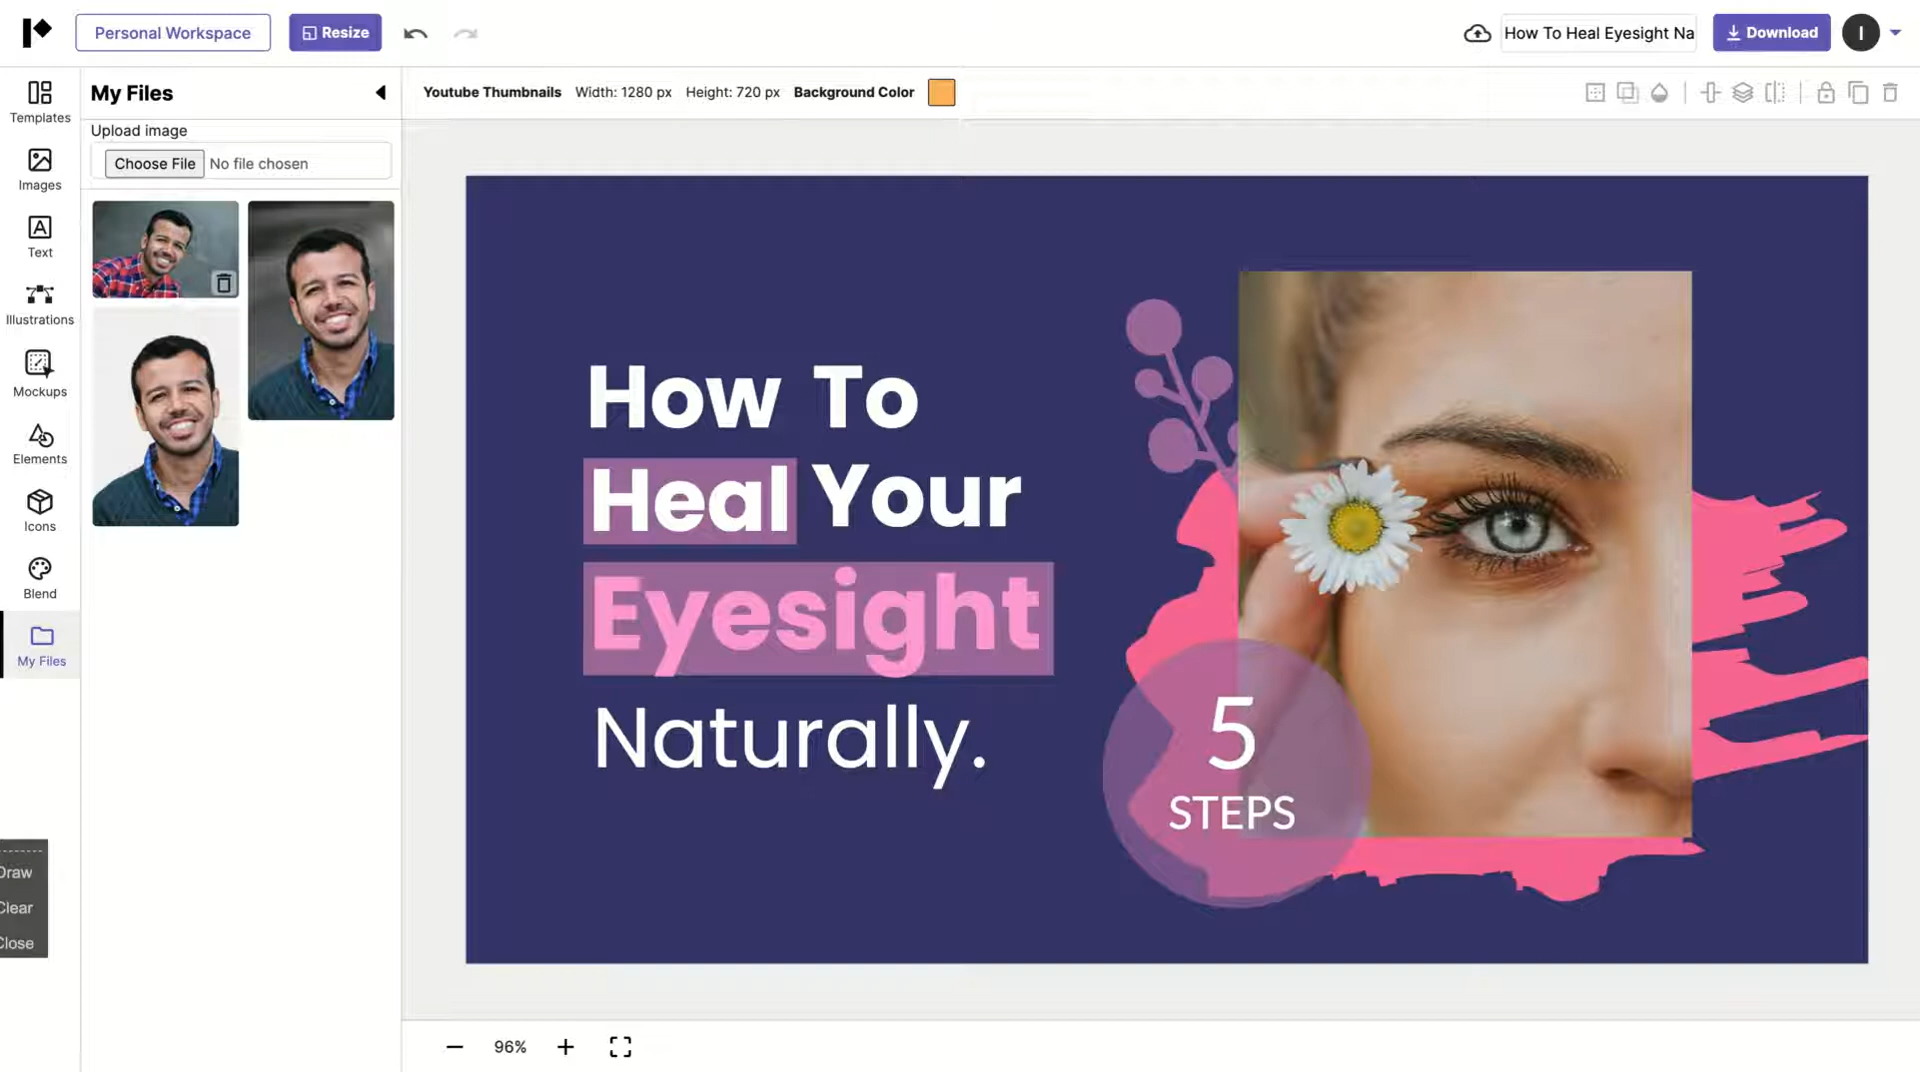 Personal Workspace
Resize
How To Heal Eyesight Na
Download
I
Templates
Images
Text
Illustrations
Mockups
Elements
Icons
Blend
My Files
Draw
Clear
Close
My Files
Upload image
Choose File No file chosen
Youtube Thumbnails Width: 1280 px Height: 720 px Background Color
How To
Heal Your
Eyesight
Naturally.
5
STEPS
96%